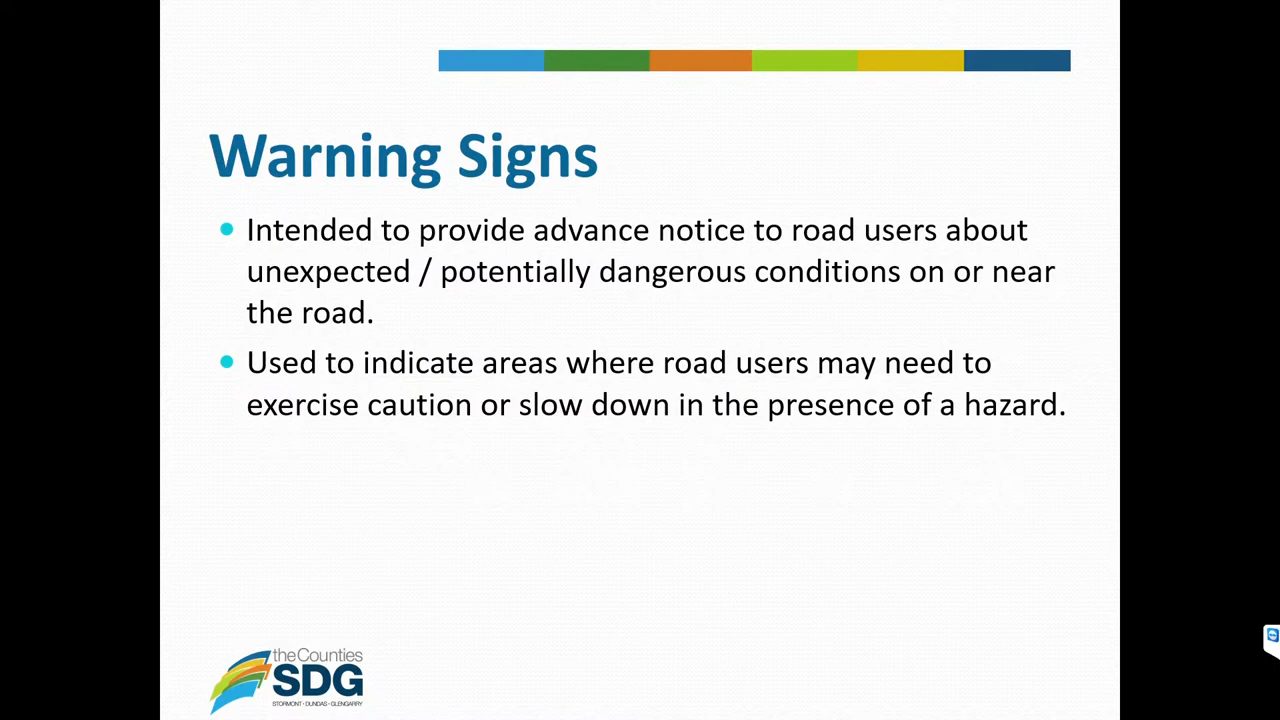 Warning Signs
Intended to provide advance notice to road users about
unexpected / potentially dangerous conditions on or near
the road.
Used to indicate areas where road users may need to
exercise caution or slow down in the presence of a hazard.
theCounties
SDG
STORMONT • DUNDAS • GLENGARRY